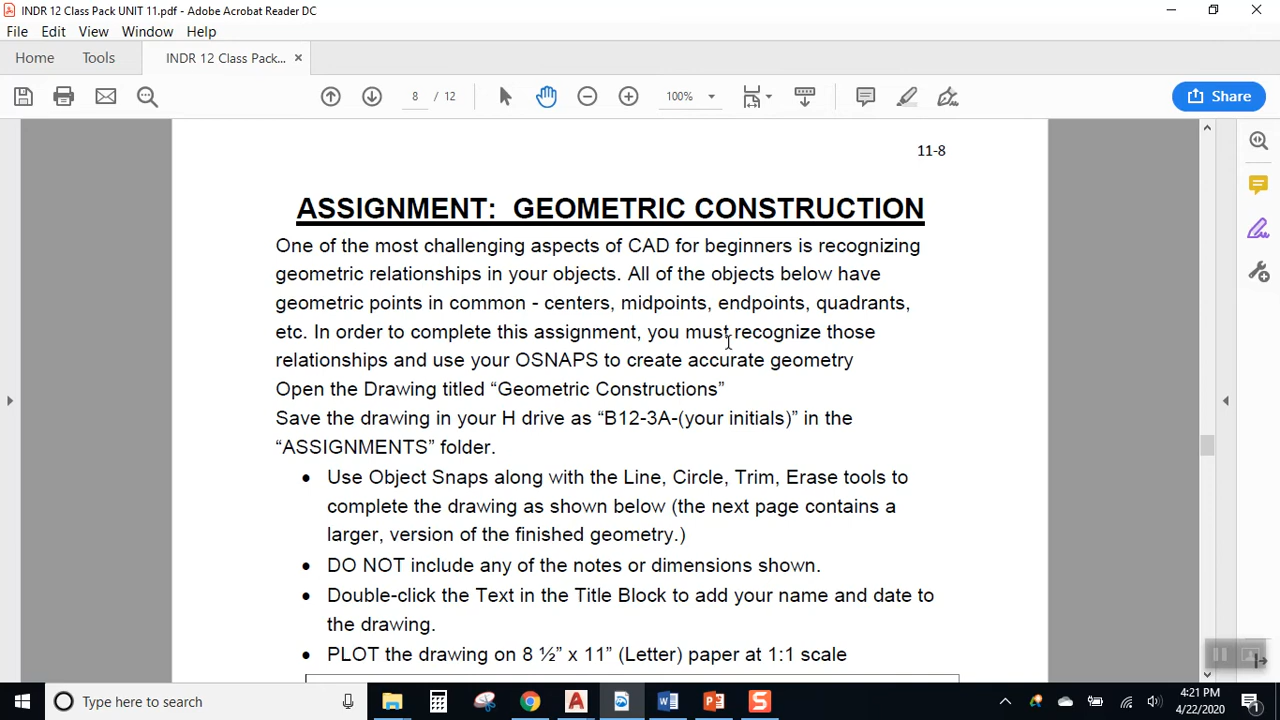 INDR 12 Class Pack UNIT 11.pdf - Adobe Acrobat Reader DC
File Edit View Window Help
Home Tools INDR 12 Class Pack... ×
8 / 12 100% Share
11-8
ASSIGNMENT: GEOMETRIC CONSTRUCTION
One of the most challenging aspects of CAD for beginners is recognizing
geometric relationships in your objects. All of the objects below have
geometric points in common - centers, midpoints, endpoints, quadrants,
etc. In order to complete this assignment, you must recognize those
relationships and use your OSNAPS to create accurate geometry
Open the Drawing titled “Geometric Constructions”
Save the drawing in your H drive as “B12-3A-(your initials)” in the
“ASSIGNMENTS” folder.
• Use Object Snaps along with the Line, Circle, Trim, Erase tools to
complete the drawing as shown below (the next page contains a
larger, version of the finished geometry.)
• DO NOT include any of the notes or dimensions shown.
• Double-click the Text in the Title Block to add your name and date to
the drawing.
• PLOT the drawing on 8 ½” x 11” (Letter) paper at 1:1 scale
Type here to search
4:21 PM
4/22/2020